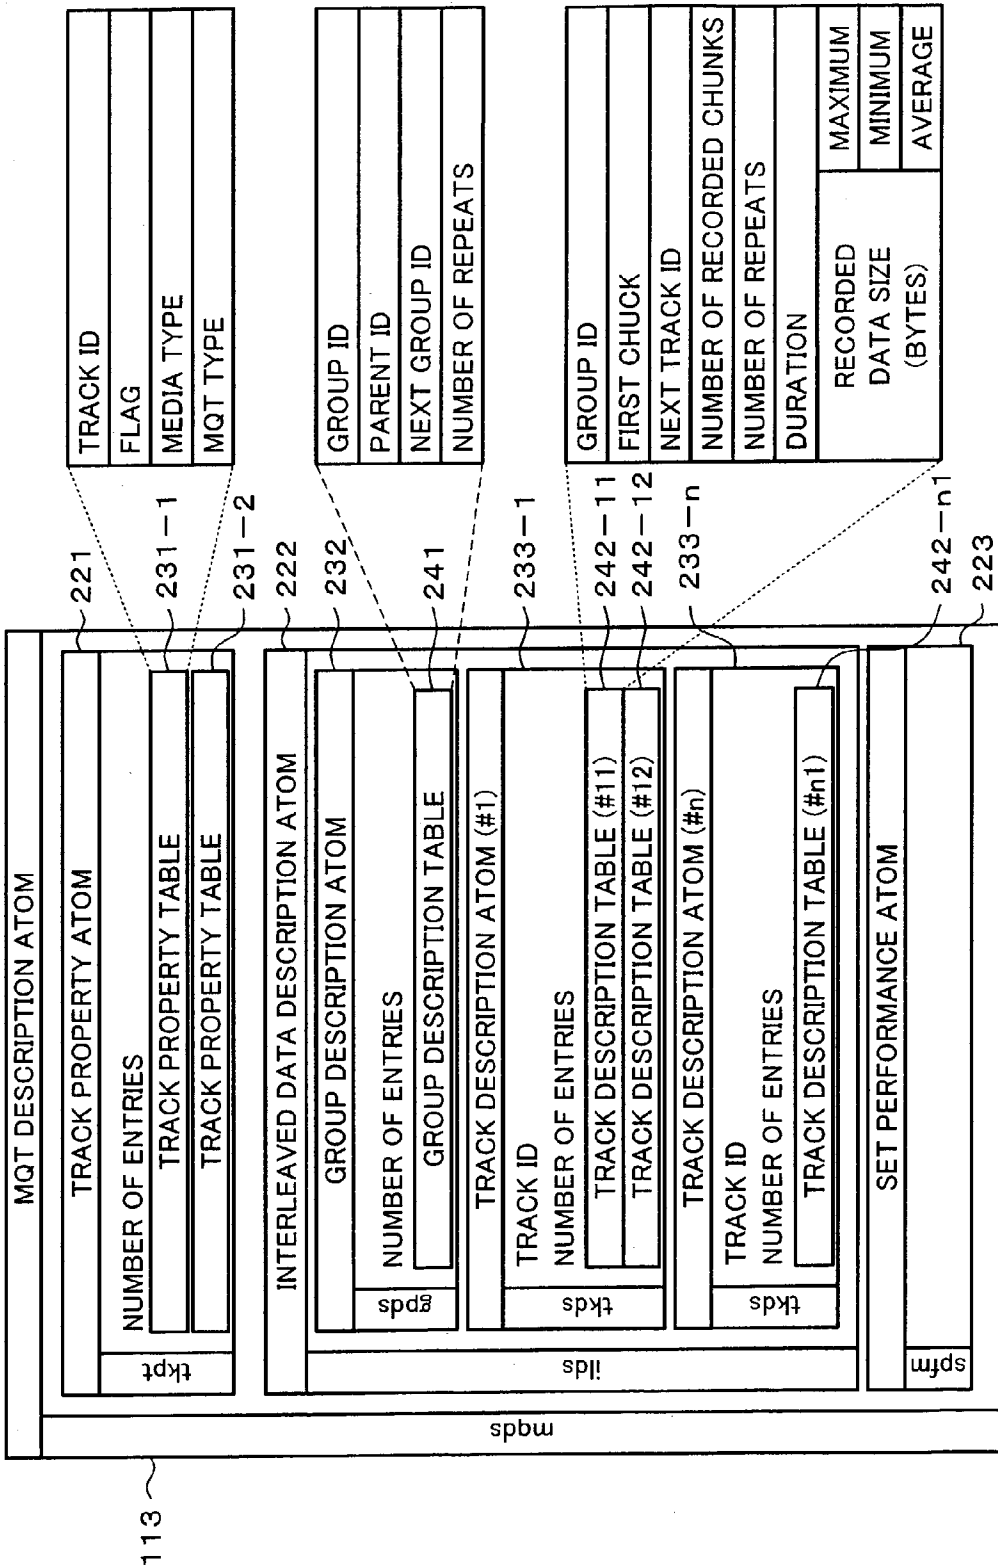 113
MQT DESCRIPTION ATOM
mqds
TRACK PROPERTY ATOM
221
tkpt
NUMBER OF ENTRIES
TRACK PROPERTY TABLE
231-1
TRACK PROPERTY TABLE
231-2
TRACK ID
FLAG
MEDIA TYPE
MQT TYPE
INTERLEAVED DATA DESCRIPTION ATOM
222
ilds
GROUP DESCRIPTION ATOM
232
gpds
NUMBER OF ENTRIES
GROUP DESCRIPTION TABLE
241
GROUP ID
PARENT ID
NEXT GROUP ID
NUMBER OF REPEATS
TRACK DESCRIPTION ATOM (#1)
233-1
tkds
TRACK ID
NUMBER OF ENTRIES
TRACK DESCRIPTION TABLE (#11)
242-11
TRACK DESCRIPTION TABLE (#12)
242-12
GROUP ID
FIRST CHUCK
NEXT TRACK ID
NUMBER OF RECORDED CHUNKS
NUMBER OF REPEATS
DURATION
RECORDED
DATA SIZE
(BYTES)
MAXIMUM
MINIMUM
AVERAGE
TRACK DESCRIPTION ATOM (#n)
233-n
tkds
TRACK ID
NUMBER OF ENTRIES
TRACK DESCRIPTION TABLE (#n1)
242-n1
SET PERFORMANCE ATOM
223
spfm